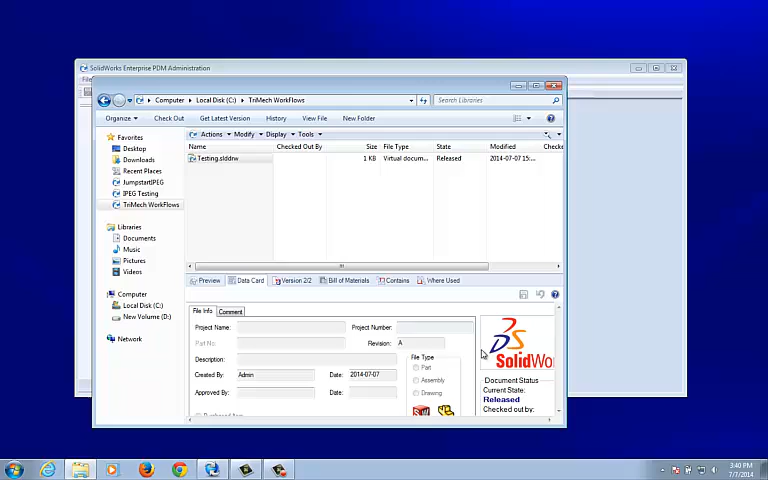 SolidWorks Enterprise PDM Administration
Computer Local Disk (C:) TriMech WorkFlows
Search Libraries
Organize Check Out Get Latest Version History View File New Folder
Favorites
Desktop
Downloads
Recent Places
JumpstartIPEG
IPEG Testing
TriMech WorkFlows
Libraries
Documents
Music
Pictures
Videos
Computer
Local Disk (C:)
New Volume (D:)
Network
Actions Modify Display Tools
Name Checked Out By Size File Type State Modified Checke
Testing.slddrw 1 KB Virtual docum... Released 2014-07-07 15:...
Preview Data Card Version 2/2 Bill of Materials Contains Where Used
File Info Comment
Project Name: Project Number:
Part No: Revision: A
Description: File Type
Part
Created By: Admin Date: 2014-07-07 Assembly
Approved By: Date: Drawing
SolidWo
Document Status
Current State:
Released
Checked out by:
3:40 PM
7/7/2014